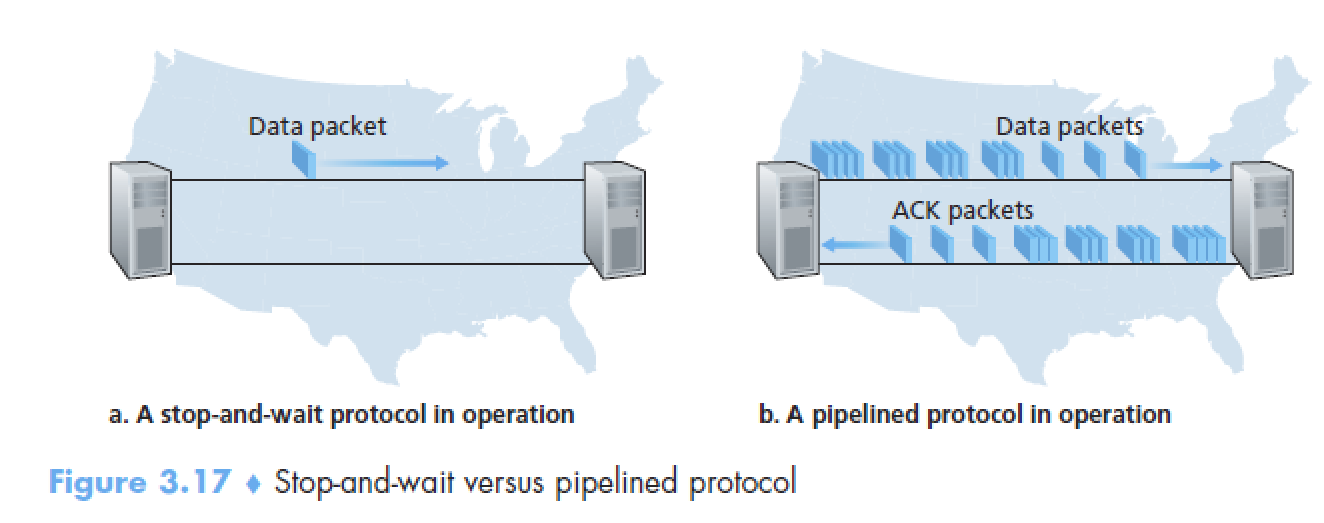 Data packet
Data packets
ACK packets
a. A stop-and-wait protocol in operation
b. A pipelined protocol in operation
Figure 3.17 ♦ Stop-and-wait versus pipelined protocol